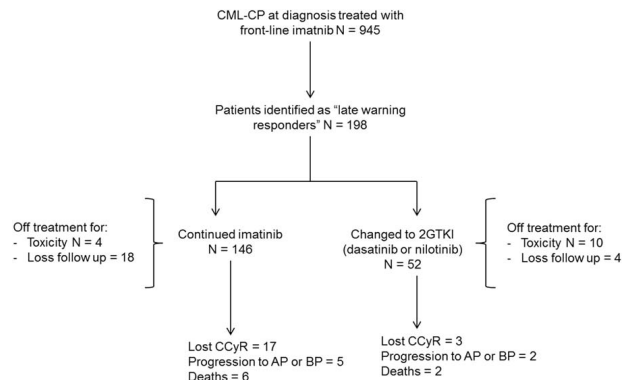 CML-CP at diagnosis treated with
front-line imatnib N = 945
Patients identified as "late warning
responders" N = 198
Off treatment for:
- Toxicity N = 4
- Loss follow up = 18
Continued imatinib
N = 146
Changed to 2GTKI
(dasatinib or nilotinib)
N = 52
Off treatment for:
- Toxicity N = 10
- Loss follow up = 4
Lost CCyR = 17
Progression to AP or BP = 5
Deaths = 6
Lost CCyR = 3
Progression to AP or BP = 2
Deaths = 2